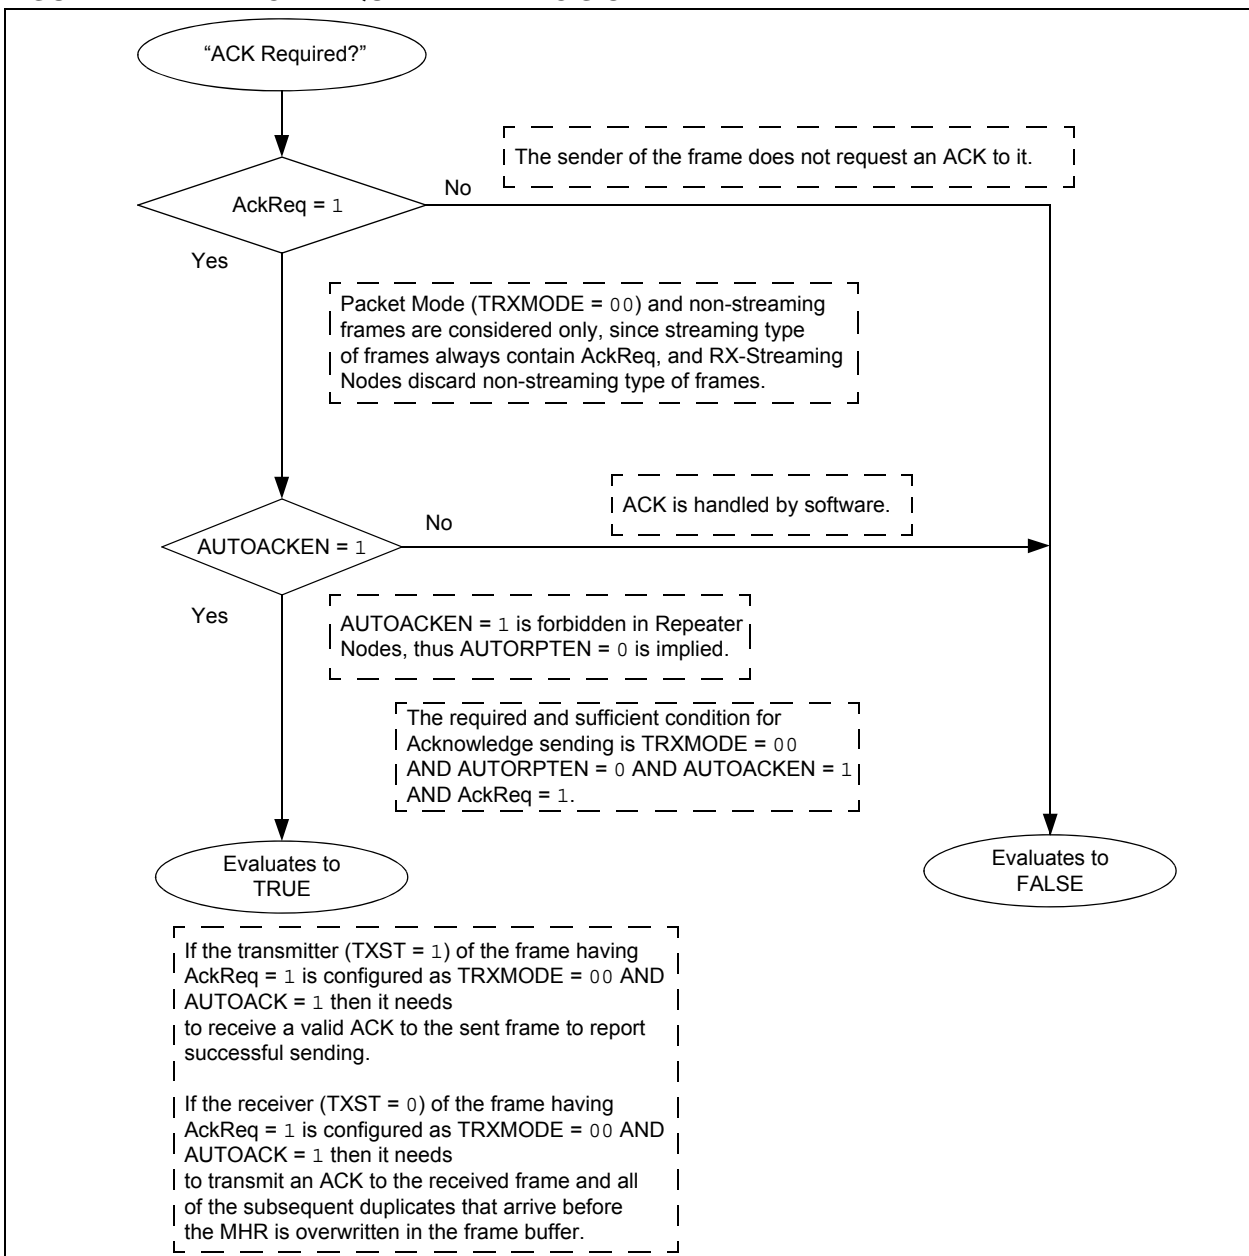 “ACK Required?”
The sender of the frame does not request an ACK to it.
No
AckReq = 1
Yes
Packet Mode (TRXMODE = 00) and non-streaming
frames are considered only, since streaming type
of frames always contain AckReq, and RX-Streaming
Nodes discard non-streaming type of frames.
ACK is handled by software.
No
AUTOACKEN = 1
Yes
AUTOACKEN = 1 is forbidden in Repeater
Nodes, thus AUTORPTEN = 0 is implied.
The required and sufficient condition for
Acknowledge sending is TRXMODE = 00
AND AUTORPTEN = 0 AND AUTOACKEN = 1
AND AckReq = 1.
Evaluates to
TRUE
Evaluates to
FALSE
If the transmitter (TXST = 1) of the frame having
AckReq = 1 is configured as TRXMODE = 00 AND
AUTOACK = 1 then it needs
to receive a valid ACK to the sent frame to report
successful sending.
If the receiver (TXST = 0) of the frame having
AckReq = 1 is configured as TRXMODE = 00 AND
AUTOACK = 1 then it needs
to transmit an ACK to the received frame and all
of the subsequent duplicates that arrive before
the MHR is overwritten in the frame buffer.